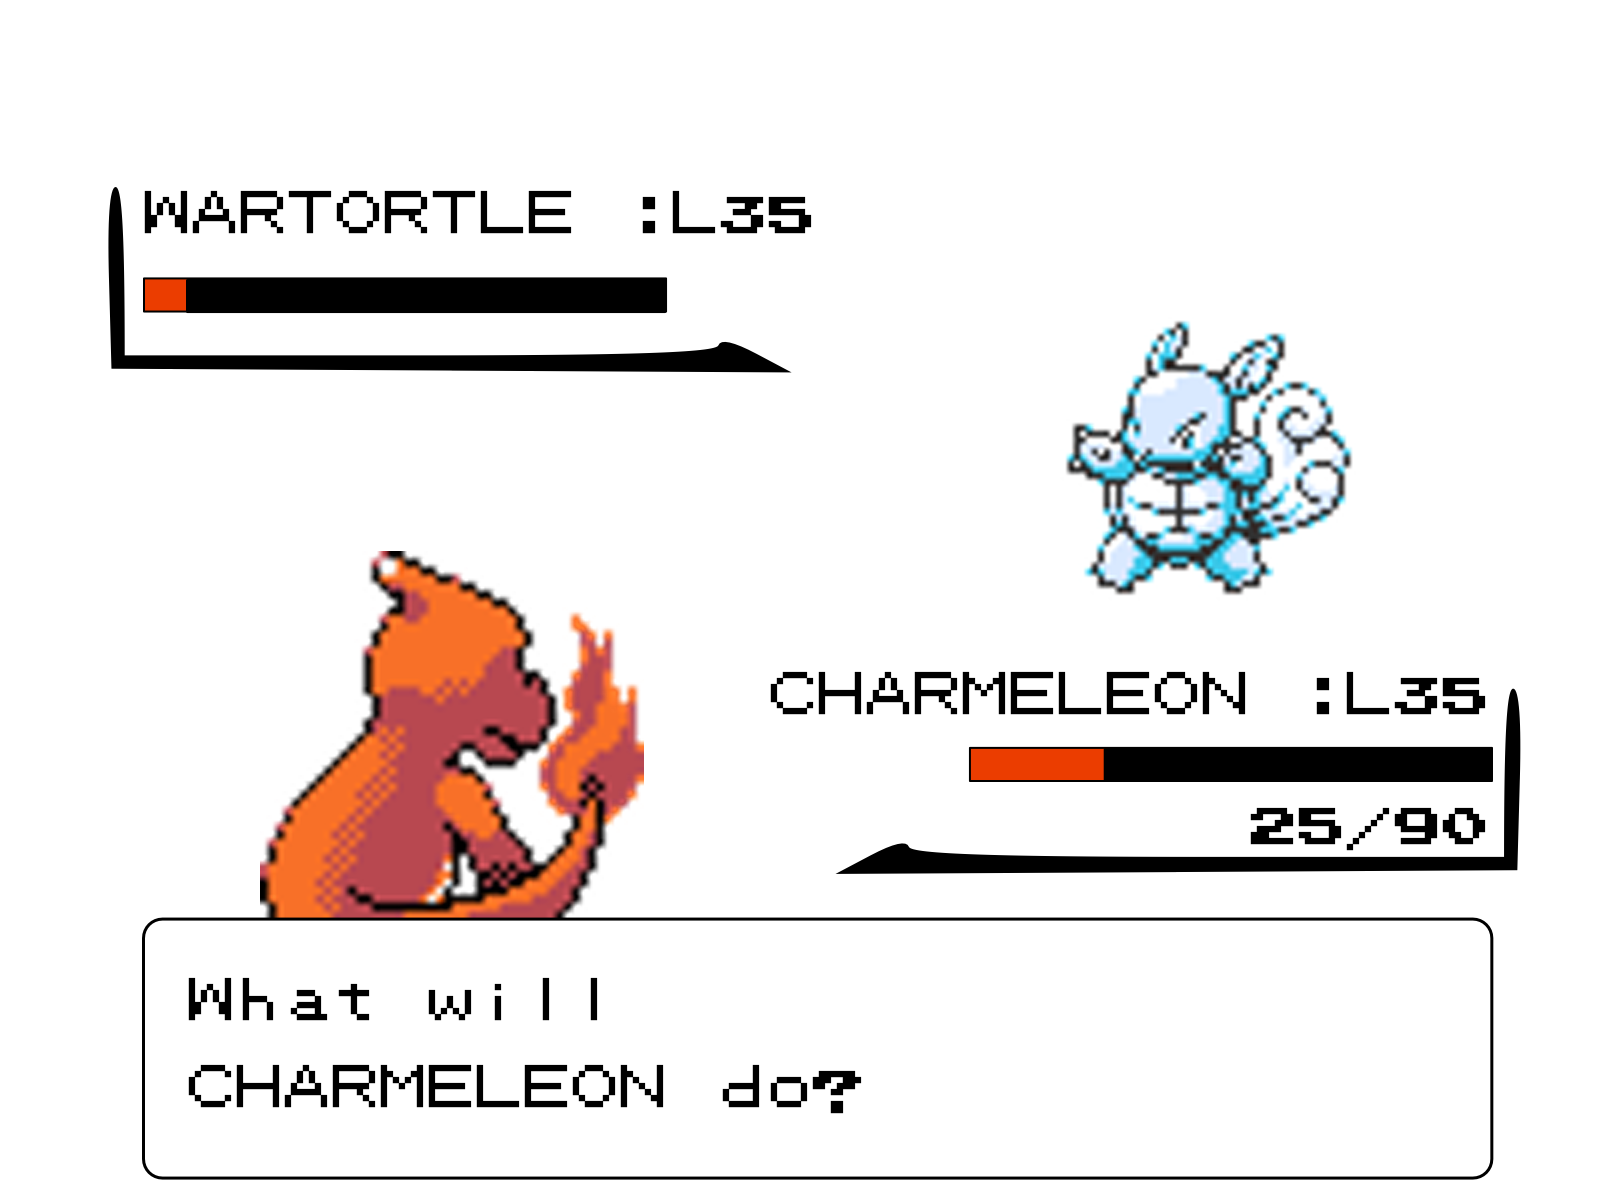 WARTORTLE :L35
CHARMELEON :L35
25/90
What will
CHARMELEON do?